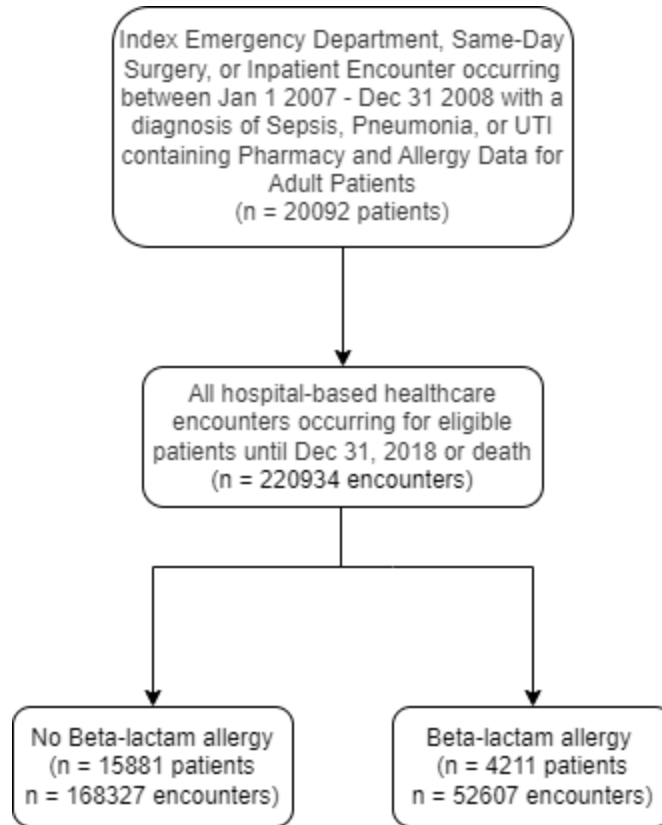 Index Emergency Department, Same-Day
Surgery, or Inpatient Encounter occurring
between Jan 1 2007 - Dec 31 2008 with a
diagnosis of Sepsis, Pneumonia, or UTI
containing Pharmacy and Allergy Data for
Adult Patients
(n = 20092 patients)
All hospital-based healthcare
encounters occurring for eligible
patients until Dec 31, 2018 or death
(n = 220934 encounters)
No Beta-lactam allergy
(n = 15881 patients
n = 168327 encounters)
Beta-lactam allergy
(n = 4211 patients
n = 52607 encounters)